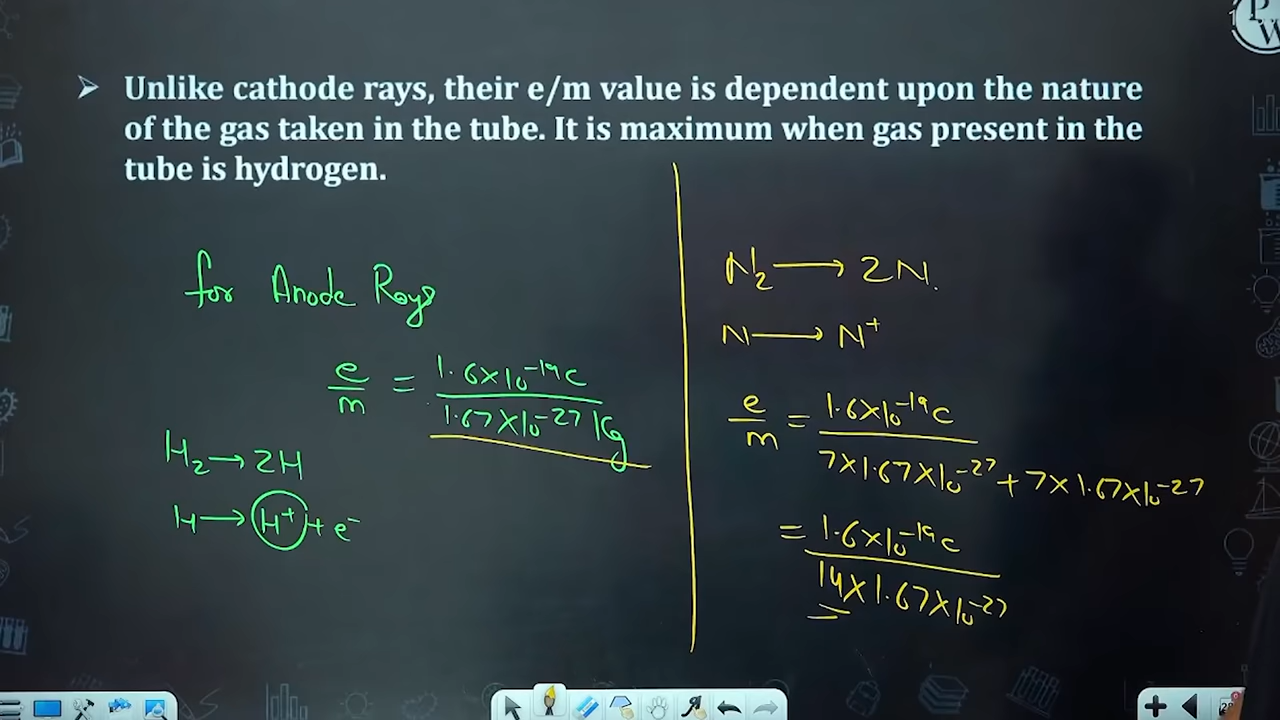 P
W
➤ Unlike cathode rays, their e/m value is dependent upon the nature
of the gas taken in the tube. It is maximum when gas present in the
tube is hydrogen.
for Anode Rays
e/m = 1.6×10⁻¹⁹C / 1.67×10⁻²⁷ Kg
H₂ → 2H
H → H⁺ + e⁻
N₂ → 2N.
N → N⁺
e/m = 1.6×10⁻¹⁹C / 7×1.67×10⁻²⁷ + 7×1.67×10⁻²⁷
= 1.6×10⁻¹⁹C / 14×1.67×10⁻²⁷